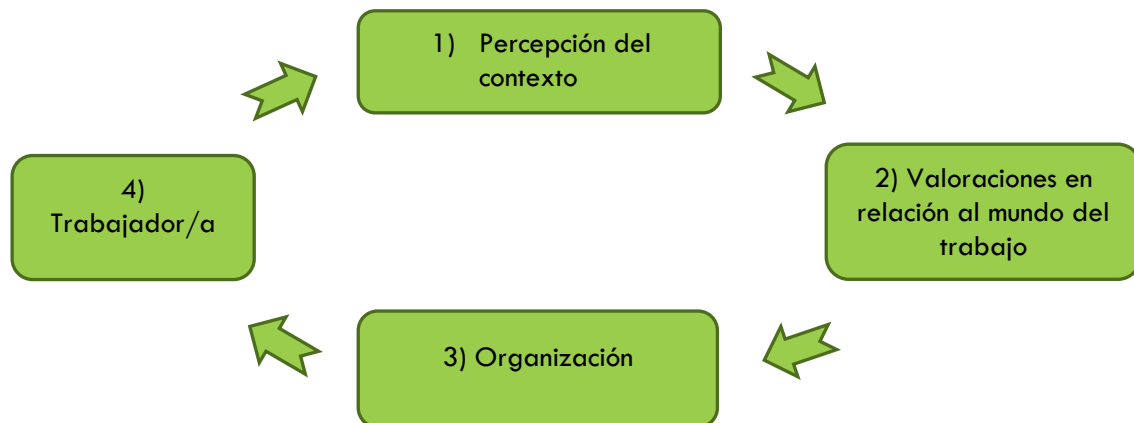 1) Percepción del
contexto
2) Valoraciones en
relación al mundo del
trabajo
3) Organización
4)
Trabajador/a